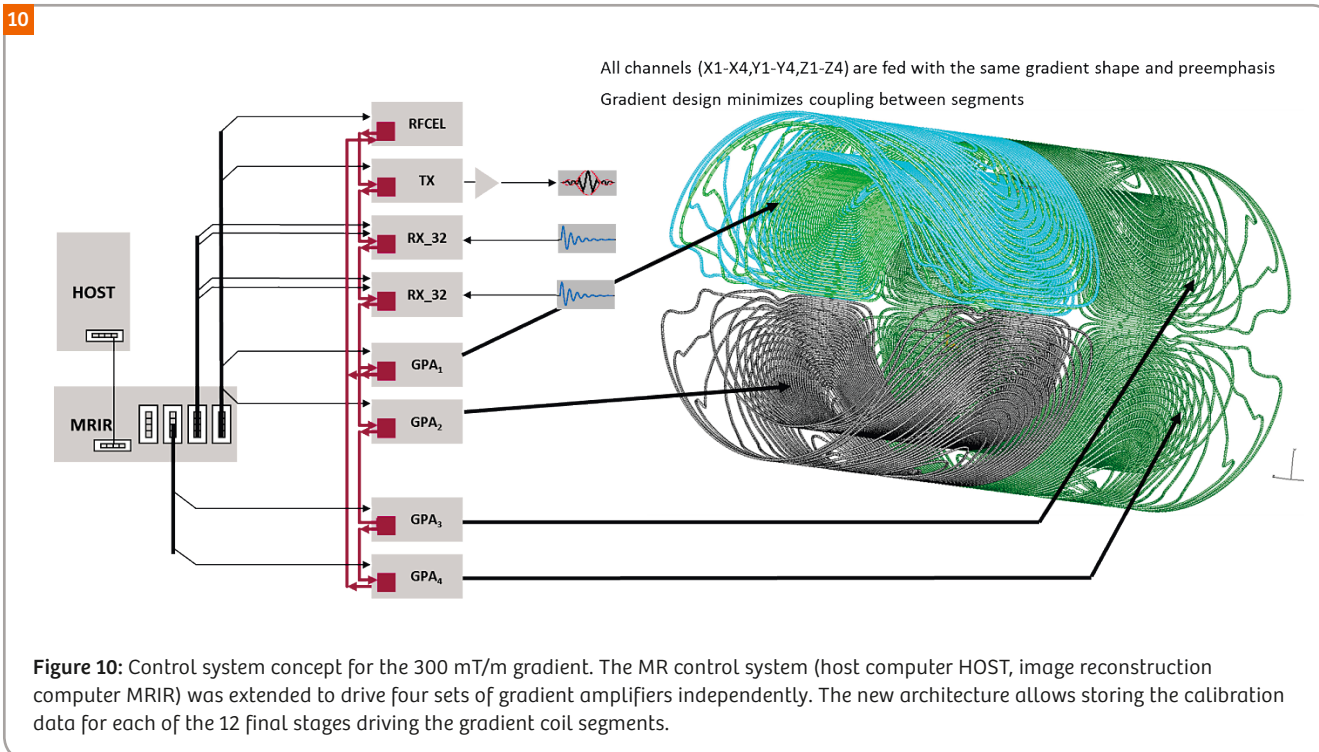 10
All channels (X1-X4,Y1-Y4,Z1-Z4) are fed with the same gradient shape and preemphasis
Gradient design minimizes coupling between segments
RFCEL
TX
RX_32
HOST
RX_32
GPA₁
MRIR
GPA₂
GPA₃
GPA₄
Figure 10: Control system concept for the 300 mT/m gradient. The MR control system (host computer HOST, image reconstruction
computer MRIR) was extended to drive four sets of gradient amplifiers independently. The new architecture allows storing the calibration
data for each of the 12 final stages driving the gradient coil segments.